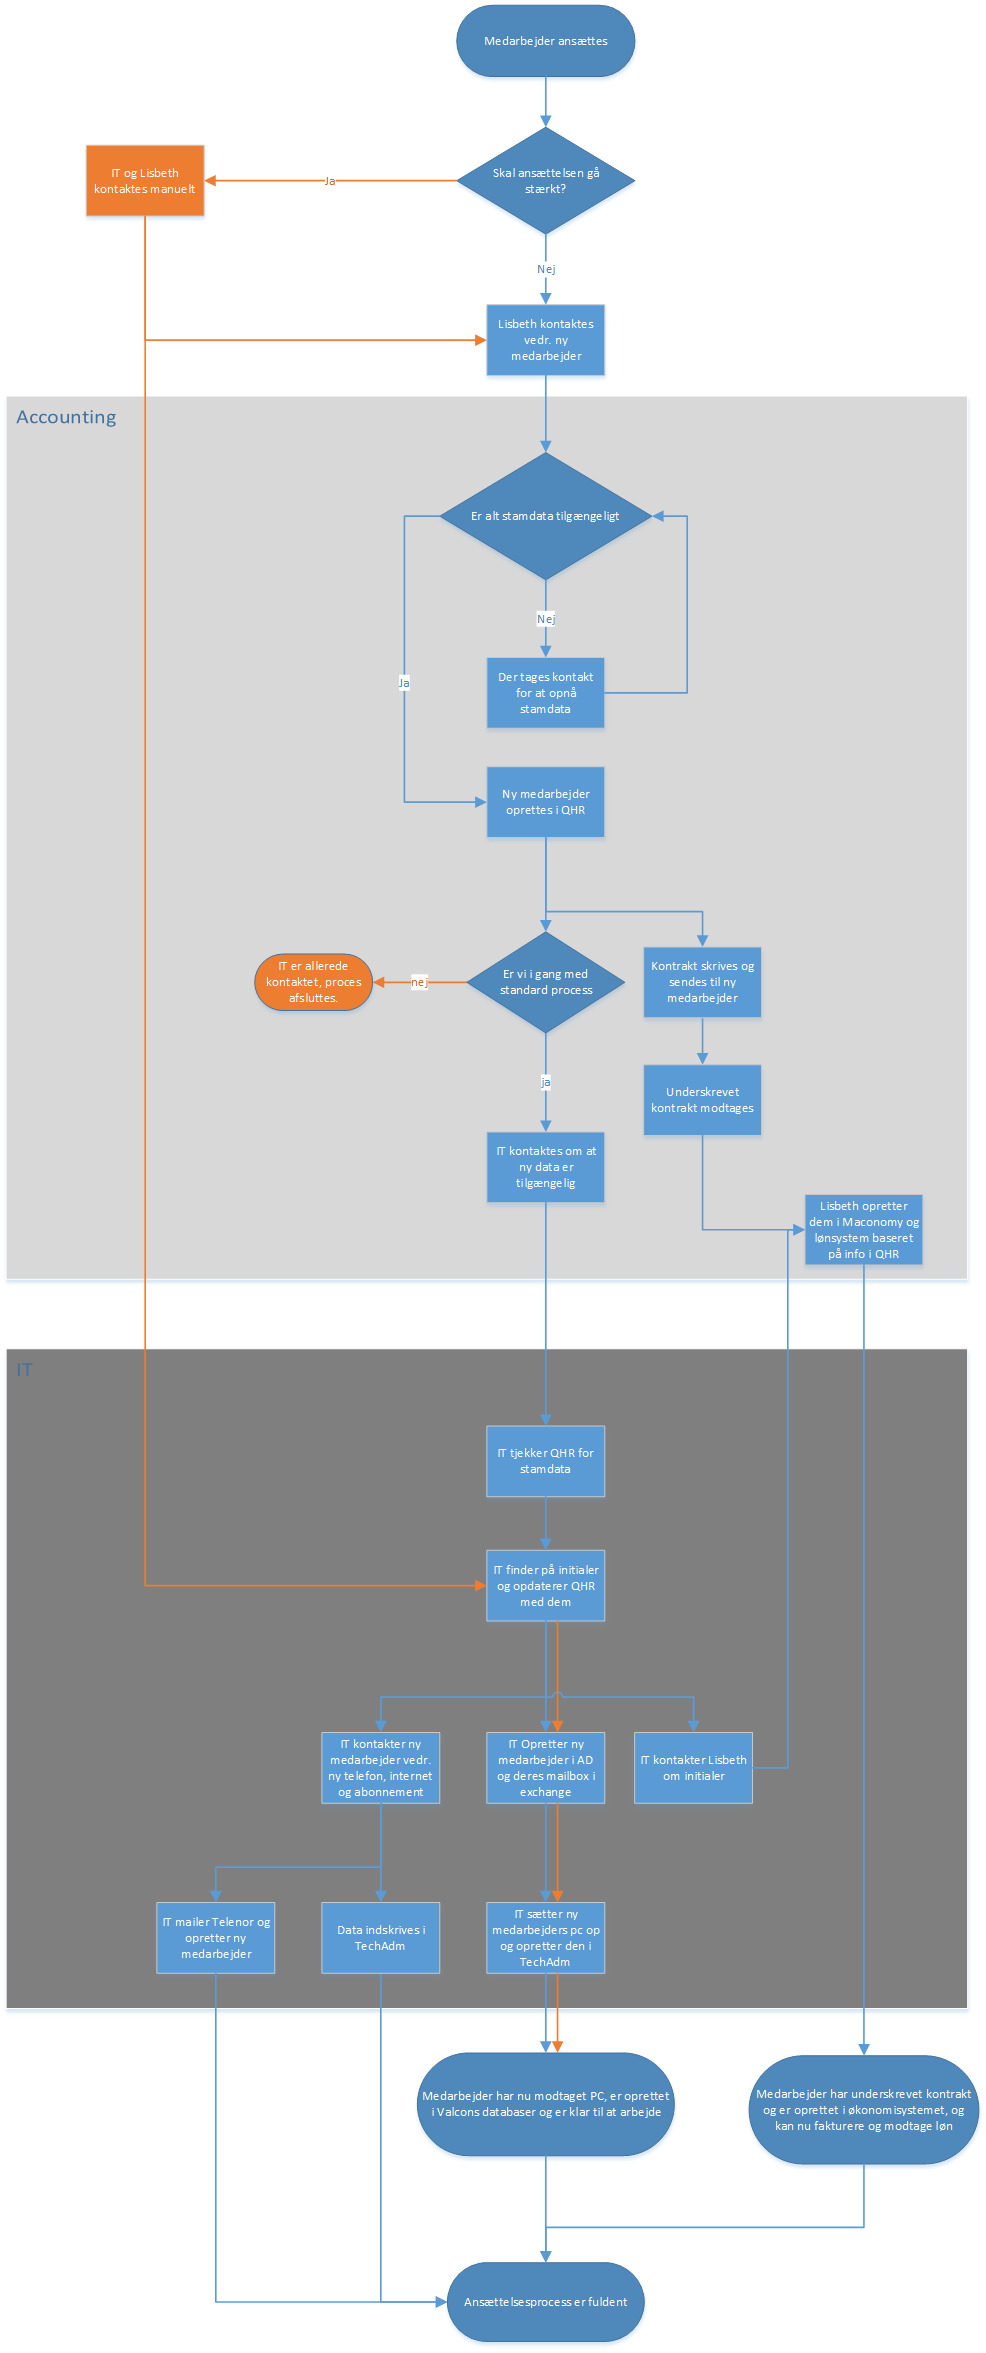 Medarbejder ansættes
Skal ansættelsen gå
stærkt?
Ja
IT og Lisbeth
kontaktes manuelt
Nej
Lisbeth kontaktes
vedr. ny
medarbejder
Accounting
Er alt stamdata tilgængeligt
Nej
Ja
Der tages kontakt
for at opnå
stamdata
Ny medarbejder
oprettes i QHR
Er vi i gang med
standard process
nej
IT er allerede
kontaktet, proces
afsluttes.
Kontrakt skrives og
sendes til ny
medarbejder
ja
Underskrevet
kontrakt modtages
IT kontaktes om at
ny data er
tilgængelig
Lisbeth opretter
dem i Maconomy og
lønsystem baseret
på info i QHR
IT
IT tjekker QHR for
stamdata
IT finder på initialer
og opdaterer QHR
med dem
IT kontakter ny
medarbejder vedr.
ny telefon, internet
og abonnement
IT Opretter ny
medarbejder i AD
og deres mailbox i
exchange
IT kontakter Lisbeth
om initialer
IT mailer Telenor og
opretter ny
medarbejder
Data indskrives i
TechAdm
IT sætter ny
medarbejders pc op
og opretter den i
TechAdm
Medarbejder har nu modtaget PC, er oprettet
i Valcons databaser og er klar til at arbejde
Medarbejder har underskrevet kontrakt
og er oprettet i økonomisystemet, og
kan nu fakturere og modtage løn
Ansættelsesprocess er fuldent